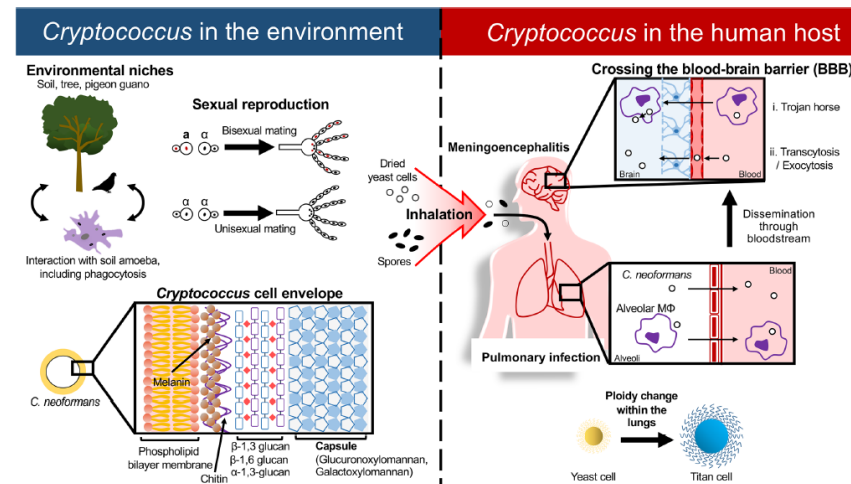 Cryptococcus in the environment
Environmental niches
Soil, tree, pigeon guano
Interaction with soil amoeba,
including phagocytosis
Sexual reproduction
a α
Bisexual mating
α α
Unisexual mating
Dried
yeast cells
Inhalation
Spores
Cryptococcus cell envelope
C. neoformans
Melanin
Phospholipid
bilayer membrane
Chitin
β-1,3 glucan
β-1,6 glucan
α-1,3-glucan
Capsule
(Glucuronoxylomannan,
Galactoxylomannan)
Cryptococcus in the human host
Crossing the blood-brain barrier (BBB)
i. Trojan horse
ii. Transcytosis
/ Exocytosis
Brain
Blood
Meningoencephalitis
Dissemination
through
bloodstream
C. neoformans
Blood
Alveolar MΦ
Alveoli
Pulmonary infection
Ploidy change
within the
lungs
Yeast cell
Titan cell